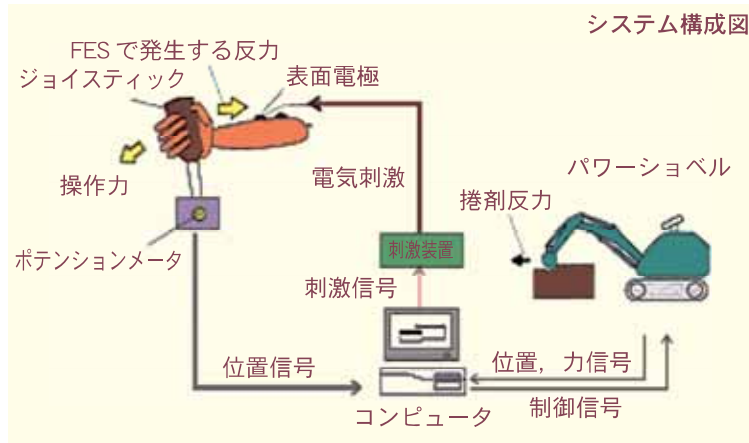 システム構成図
FESで発生する反力
ジョイスティック
表面電極
操作力
電気刺激
パワーショベル
捲剤反力
ポテンションメータ
刺激装置
刺激信号
位置信号
位置，力信号
制御信号
コンピュータ